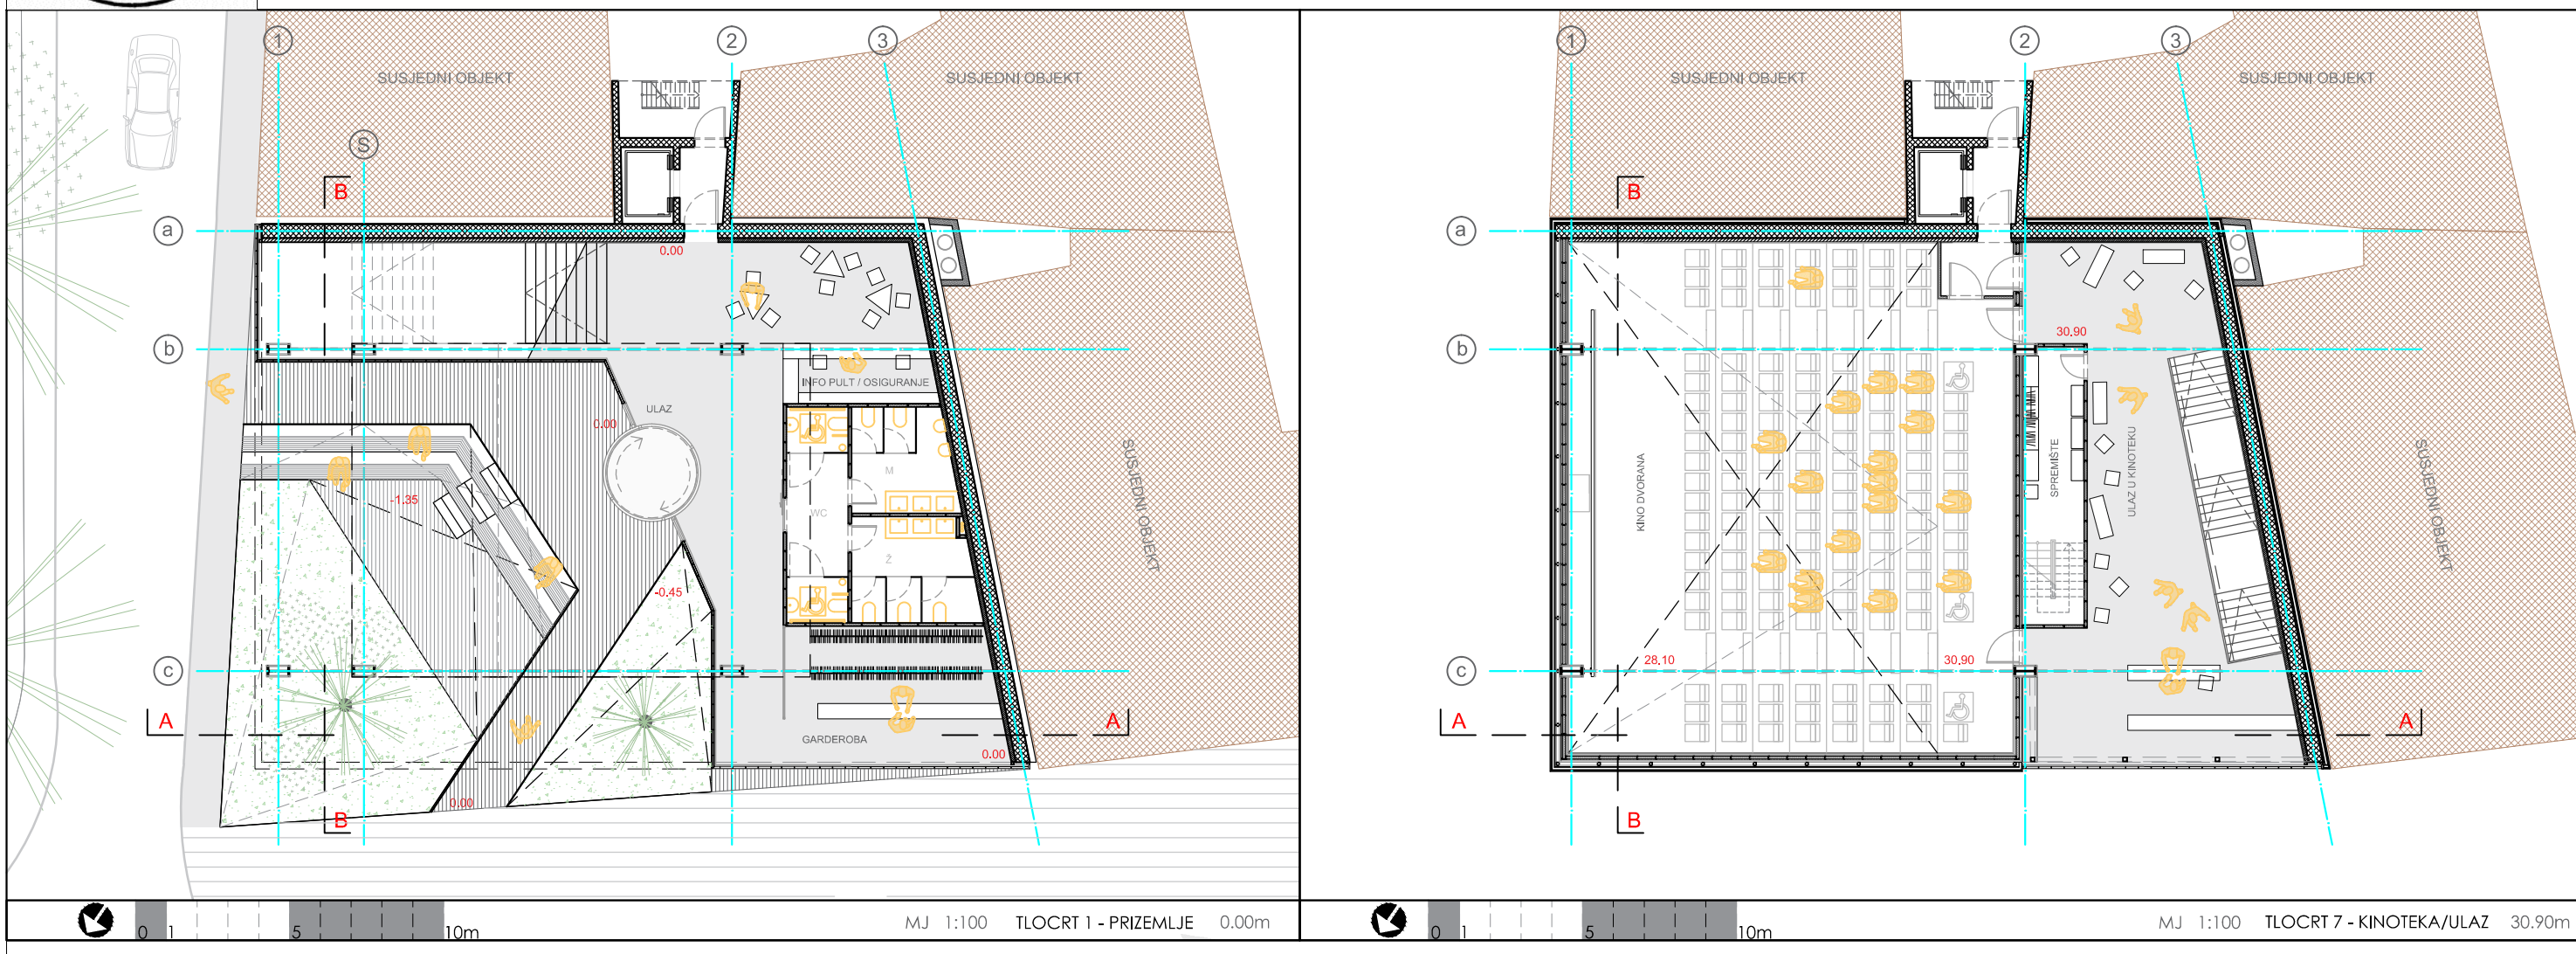 1
2
3
SUSJEDNI OBJEKT
SUSJEDNI OBJEKT
S
B
a
0.00
b
INFO PULT / OSIGURANJE
ULAZ
0.00
M
-1.35
WC
SUSJEDNI OBJEKT
Ž
-0.45
c
A
A
GARDEROBA
0.00
0.00
B
0 1 5 10m
MJ 1:100 TLOCRT 1 - PRIZEMLJE 0.00m
1
2
3
SUSJEDNI OBJEKT
SUSJEDNI OBJEKT
B
a
30,90
b
KINO DVORANA
SPREMIŠTE
ULAZ U KINOTEKU
SUSJEDNI OBJEKT
28,10
30,90
c
A
A
B
0 1 5 10m
MJ 1:100 TLOCRT 7 - KINOTEKA/ULAZ 30.90m